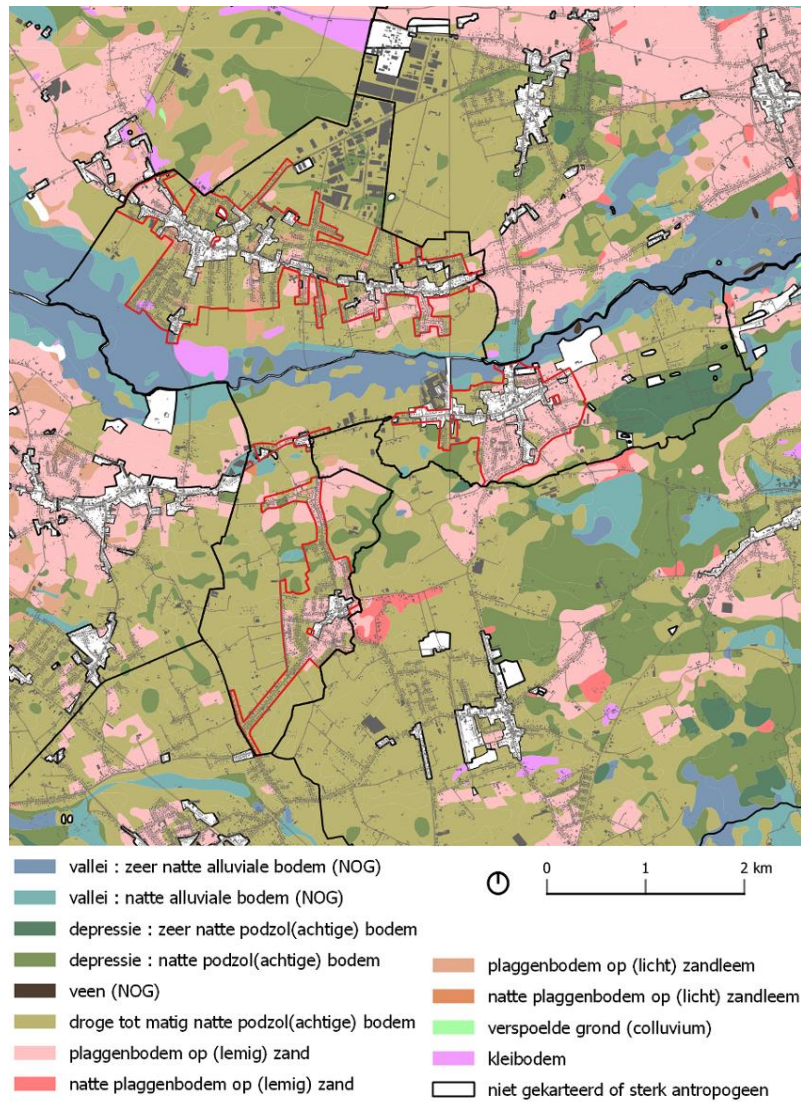 vallei : zeer natte alluviale bodem (NOG)
vallei : natte alluviale bodem (NOG)
depressie : zeer natte podzol(achtige) bodem
depressie : natte podzol(achtige) bodem
veen (NOG)
droge tot matig natte podzol(achtige) bodem
plaggenbodem op (lemig) zand
natte plaggenbodem op (lemig) zand
0 1 2 km
plaggenbodem op (licht) zandleem
natte plaggenbodem op (licht) zandleem
verspoelde grond (colluvium)
kleibodem
niet gekarteerd of sterk antropogeen